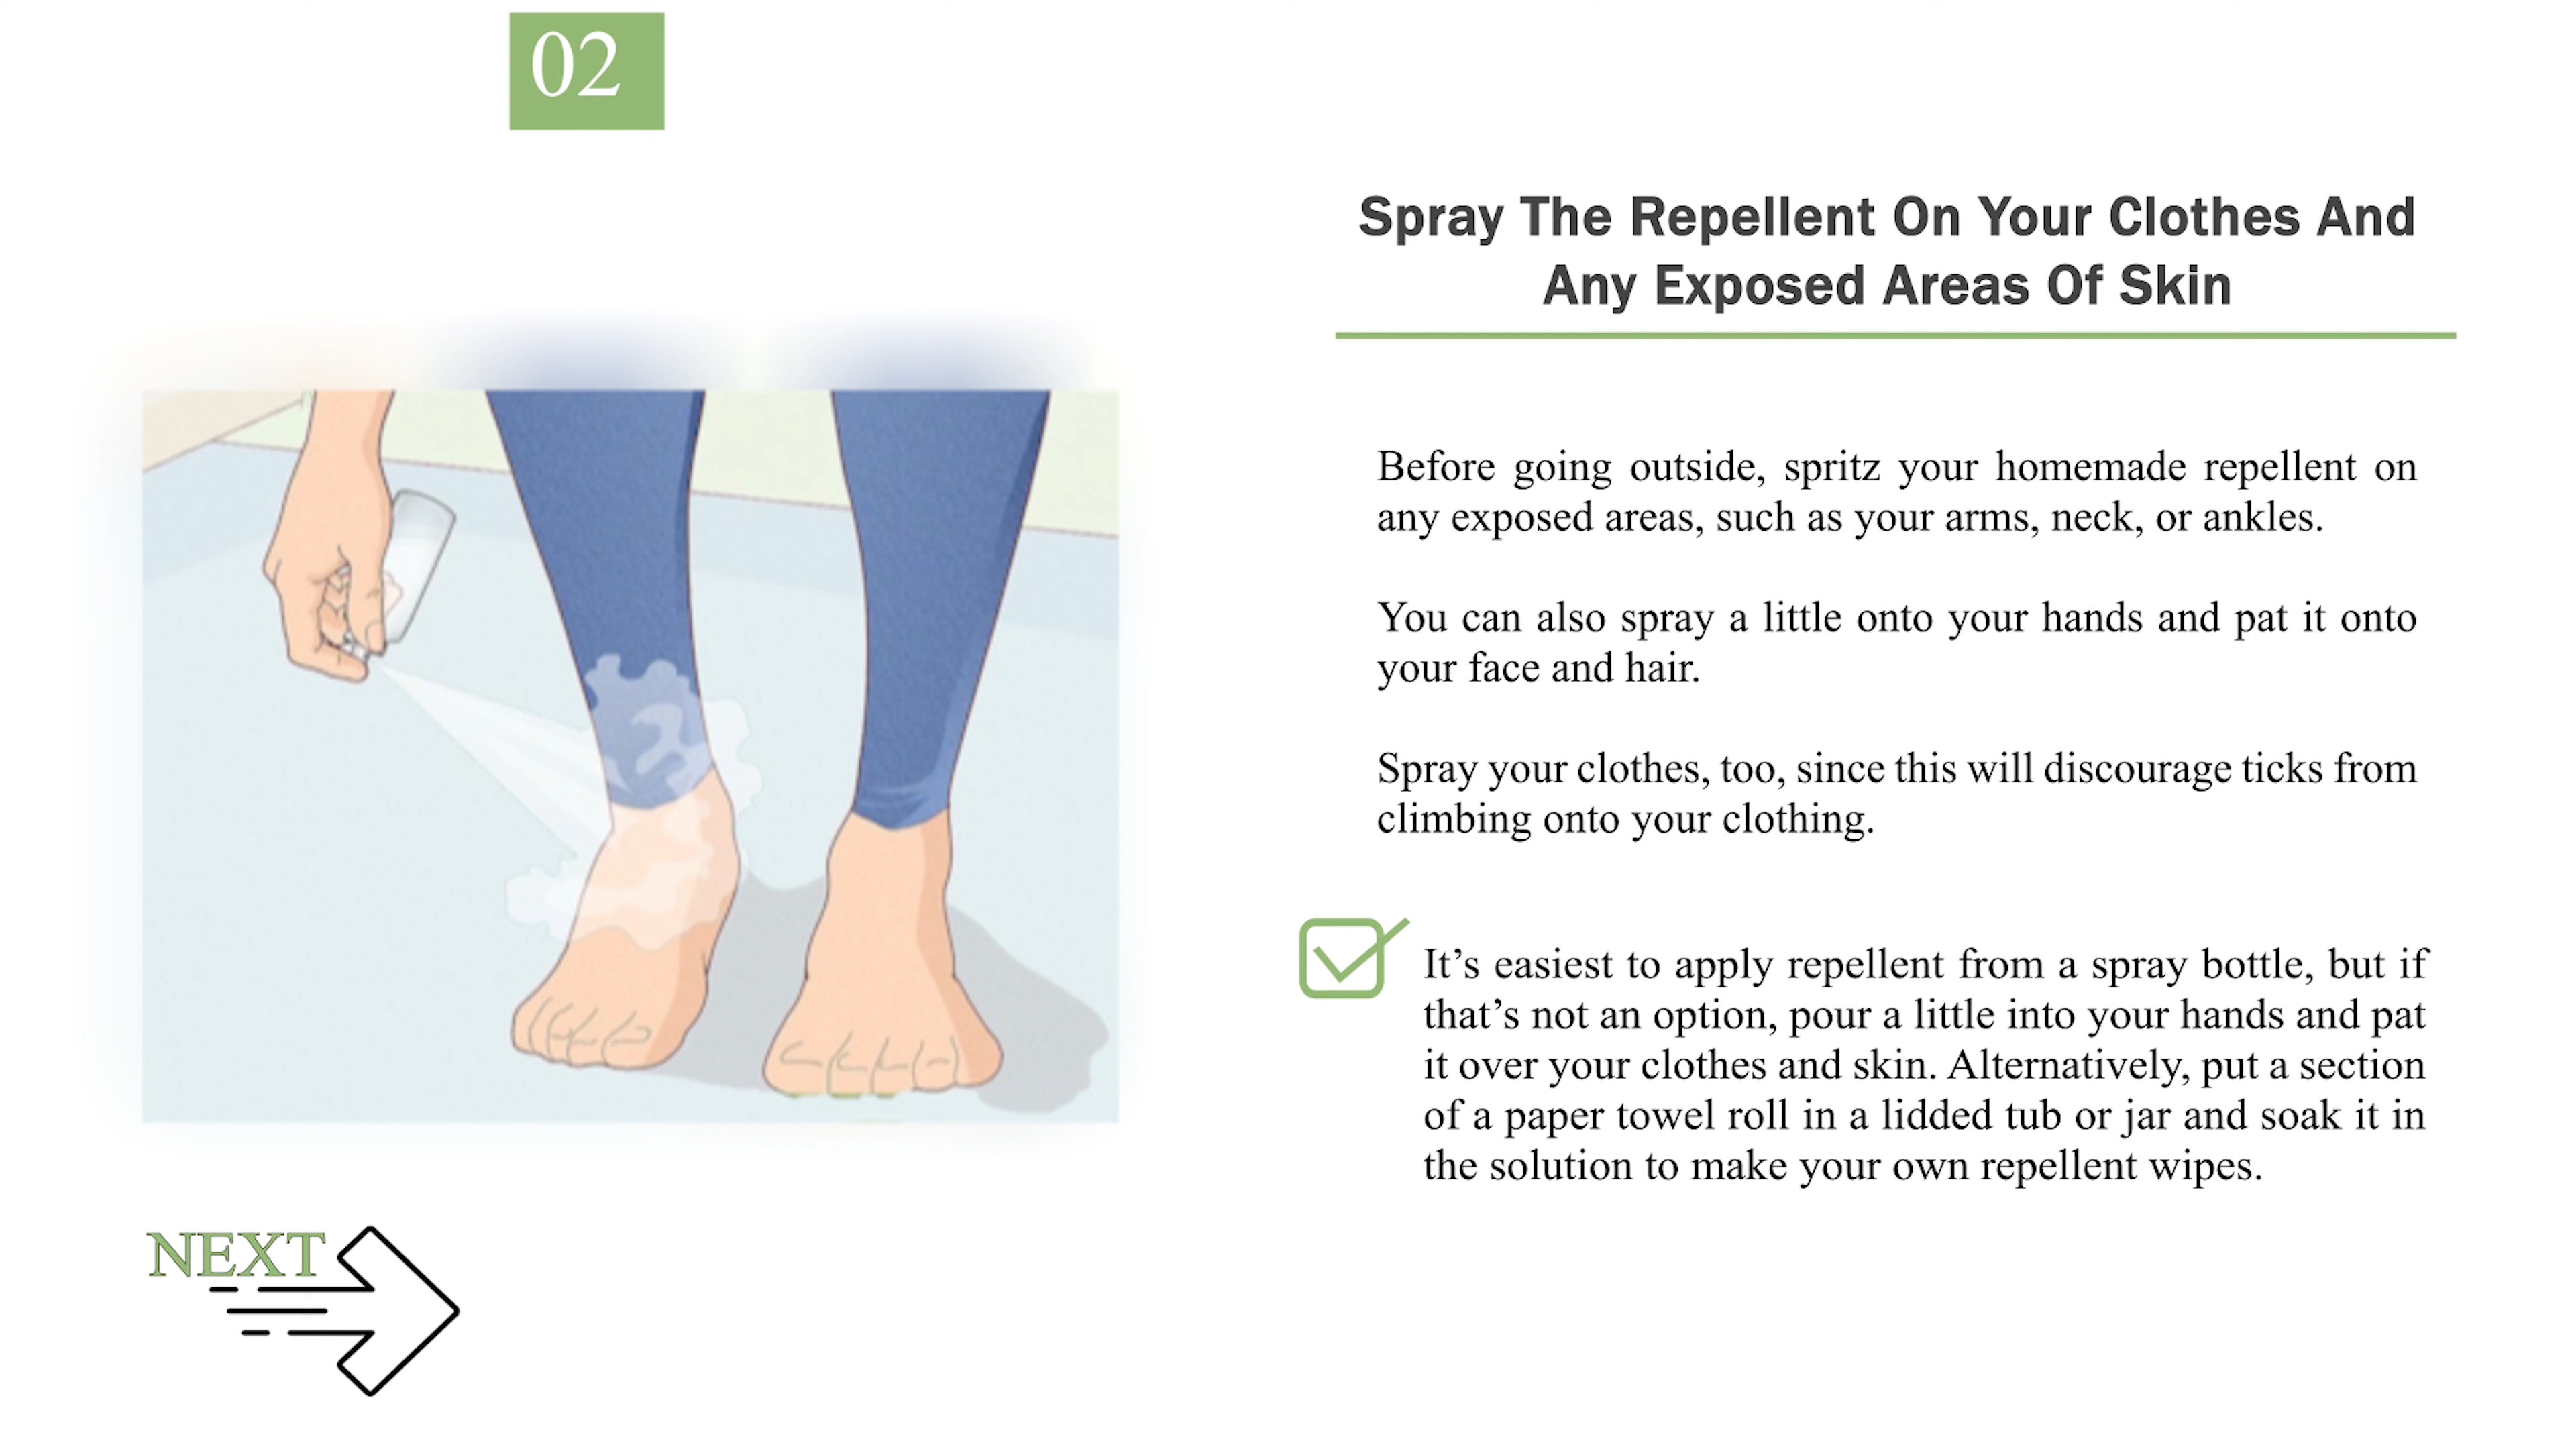 02
Spray The Repellent On Your Clothes And
Any Exposed Areas Of Skin
Before going outside, spritz your homemade repellent on
any exposed areas, such as your arms, neck, or ankles.
You can also spray a little onto your hands and pat it onto
your face and hair.
Spray your clothes, too, since this will discourage ticks from
climbing onto your clothing.
It’s easiest to apply repellent from a spray bottle, but if
that’s not an option, pour a little into your hands and pat
it over your clothes and skin. Alternatively, put a section
of a paper towel roll in a lidded tub or jar and soak it in
the solution to make your own repellent wipes.
NEXT